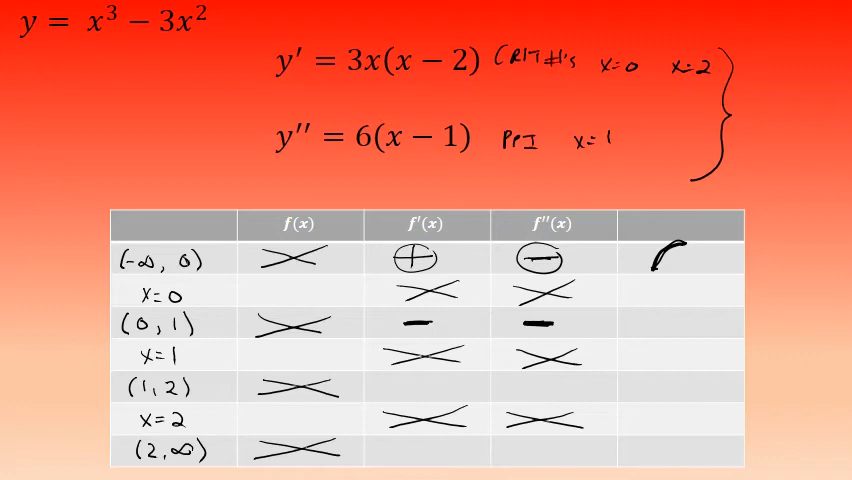 y = x³ − 3x²
y′ = 3x(x − 2) CRIT #'s x=0 x=2
y′′ = 6(x − 1) PPI x=1
f(x) f′(x) f′′(x)
(-∞, 0) + −
x=0
(0, 1) − −
x=1
(1, 2)
x=2
(2, ∞)